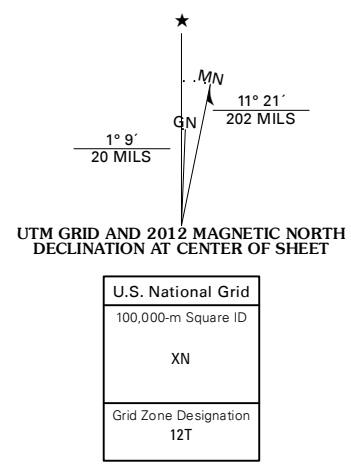 ★
MN
11° 21´
202 MILS
GN
1° 9´
20 MILS
UTM GRID AND 2012 MAGNETIC NORTH
DECLINATION AT CENTER OF SHEET
U.S. National Grid
100,000-m Square ID
XN
Grid Zone Designation
12T